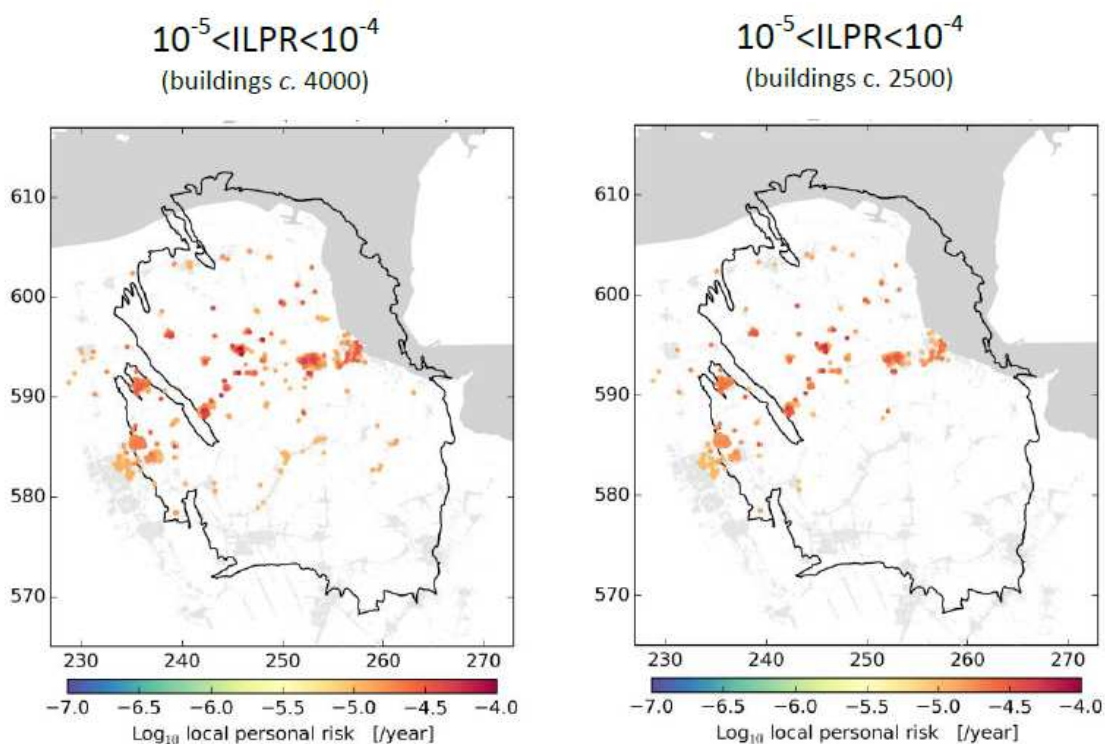 10⁻⁵<ILPR<10⁻⁴
(buildings c. 4000)
610
600
590
580
570
230 240 250 260 270
−7.0 −6.5 −6.0 −5.5 −5.0 −4.5 −4.0
Log₁₀ local personal risk [/year]
10⁻⁵<ILPR<10⁻⁴
(buildings c. 2500)
610
600
590
580
570
230 240 250 260 270
−7.0 −6.5 −6.0 −5.5 −5.0 −4.5 −4.0
Log₁₀ local personal risk [/year]